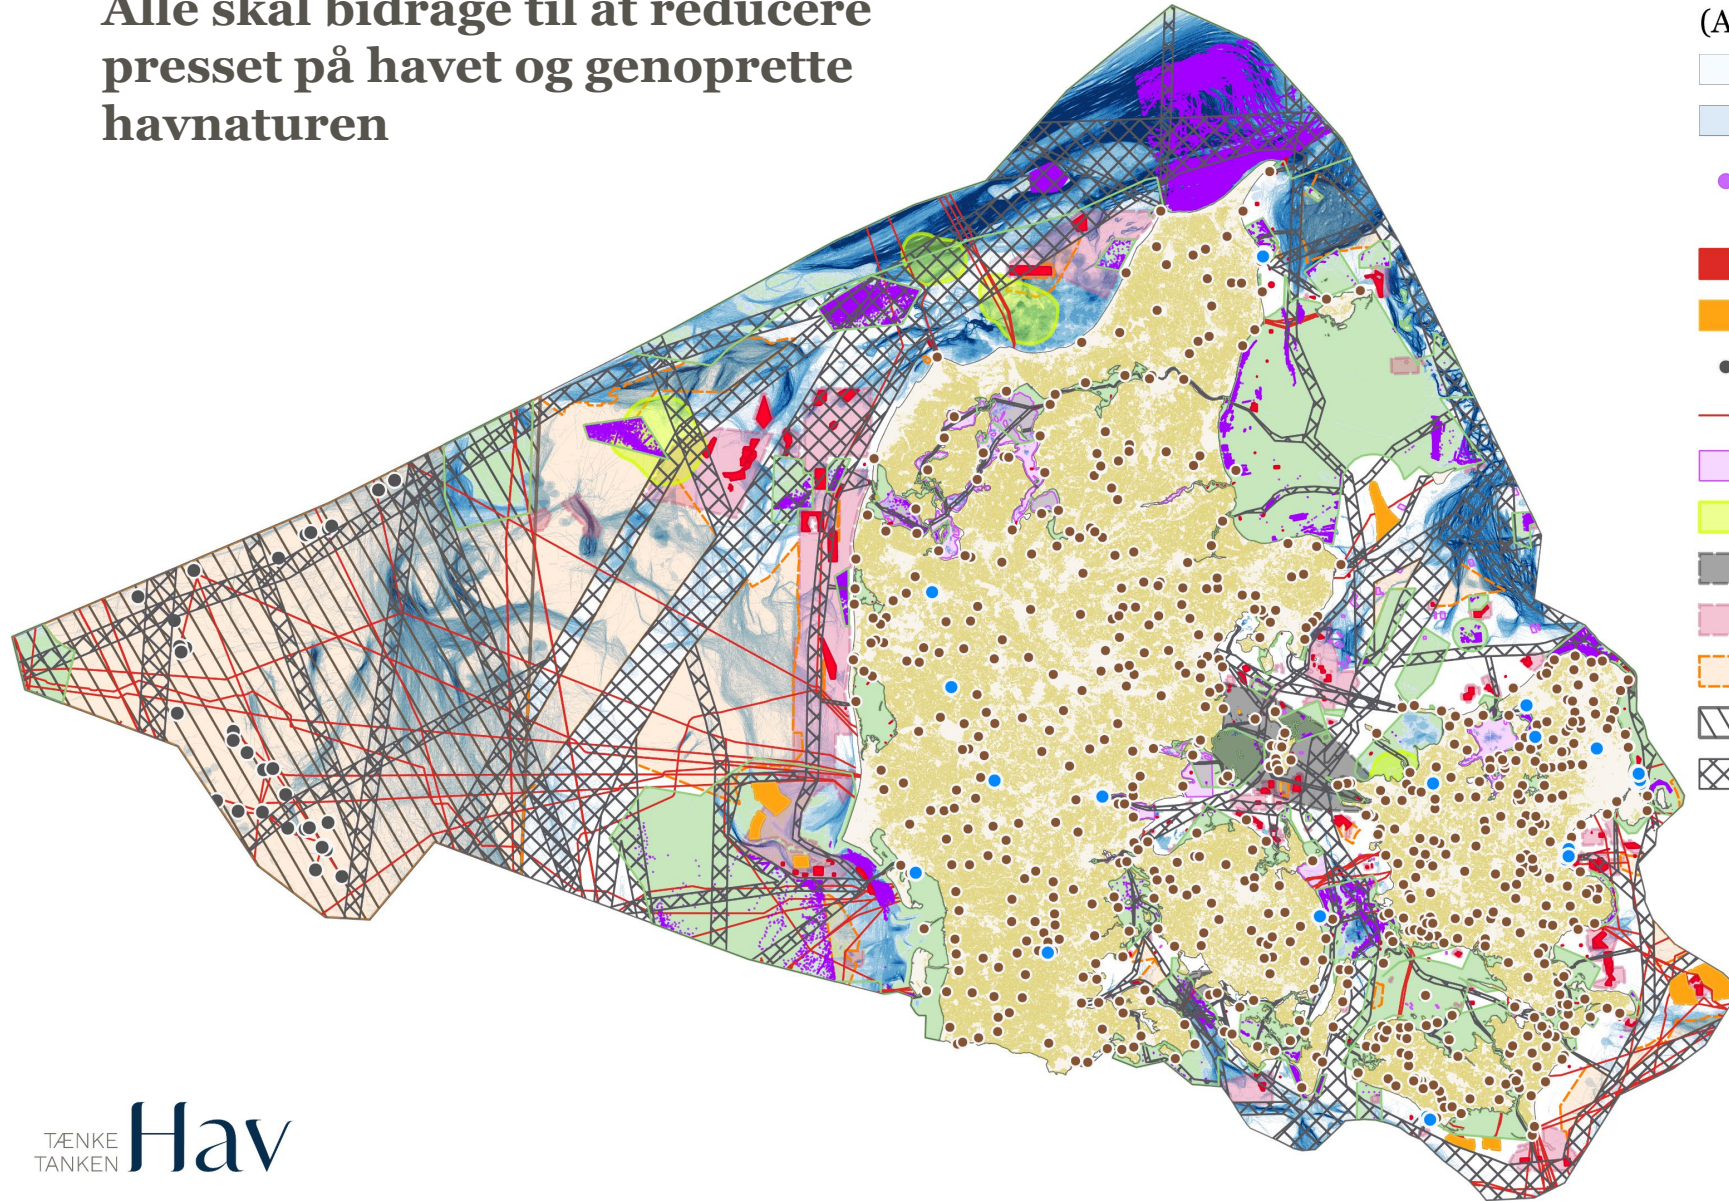 Alle skal bidrage til at reducere
presset på havet og genoprette
havnaturen
(A
TÆNKE
TANKEN
Hav